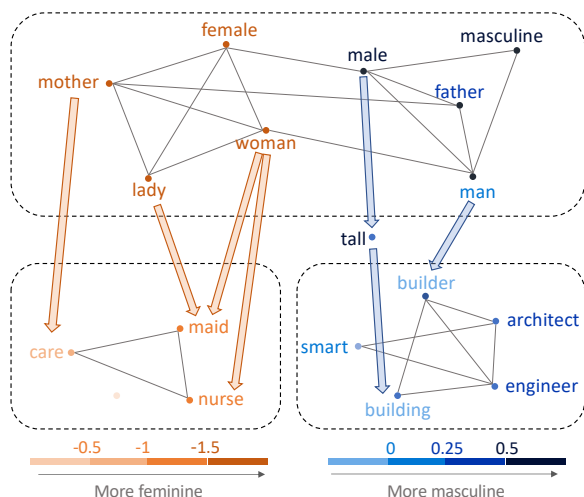 female
male
masculine
mother
father
woman
lady
man
tall
builder
maid
architect
care
smart
nurse
engineer
building
-0.5 -1 -1.5
0 0.25 0.5
More feminine
More masculine